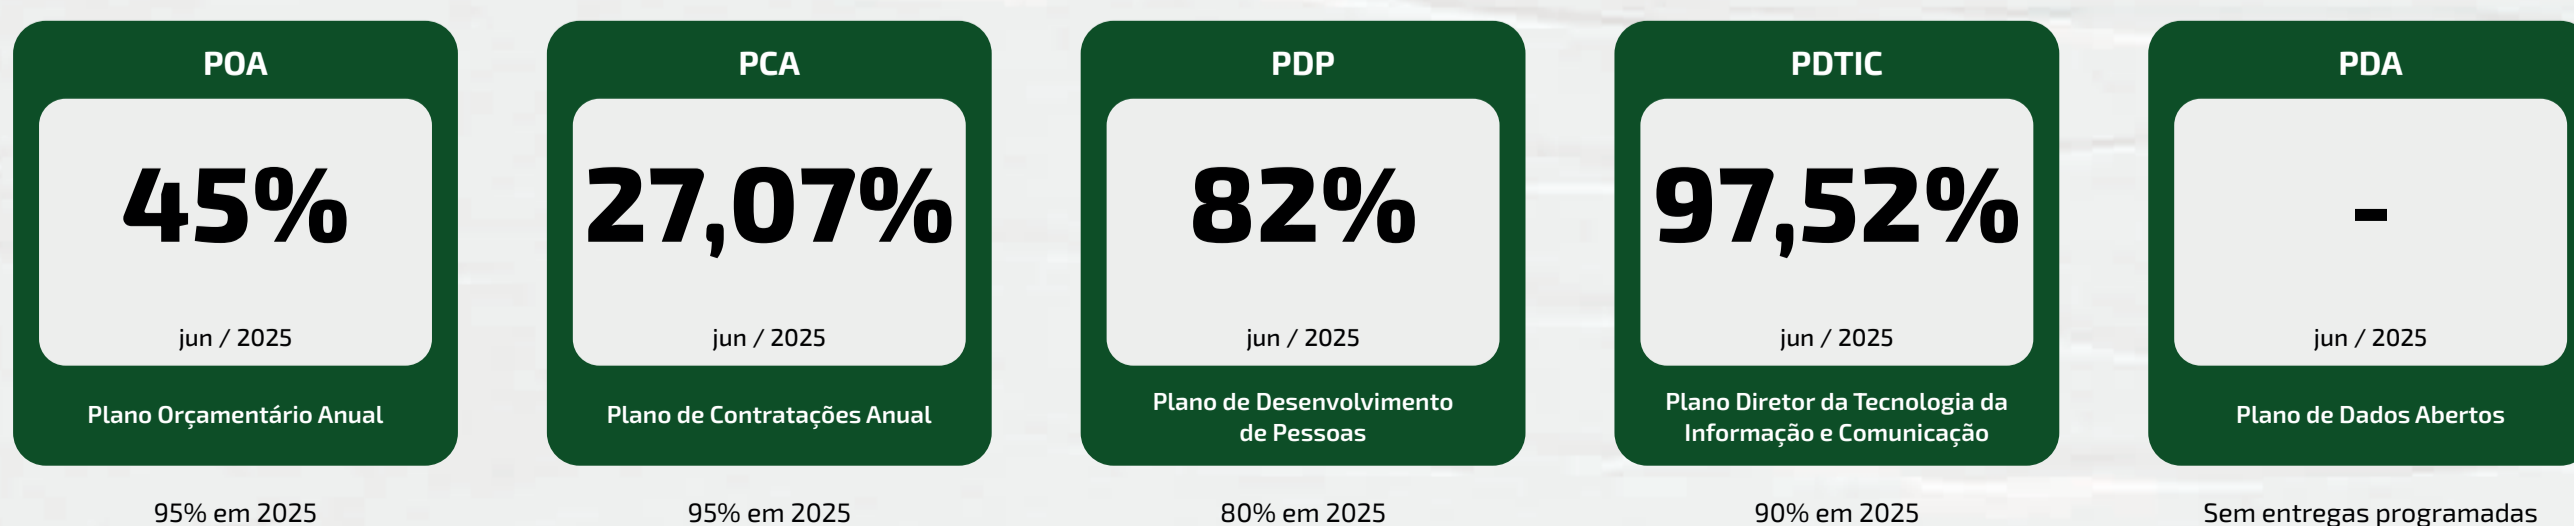 POA
45%
jun / 2025
Plano Orçamentário Anual
95% em 2025
PCA
27,07%
jun / 2025
Plano de Contratações Anual
95% em 2025
PDP
82%
jun / 2025
Plano de Desenvolvimento
de Pessoas
80% em 2025
PDTIC
97,52%
jun / 2025
Plano Diretor da Tecnologia da
Informação e Comunicação
90% em 2025
PDA
-
jun / 2025
Plano de Dados Abertos
Sem entregas programadas